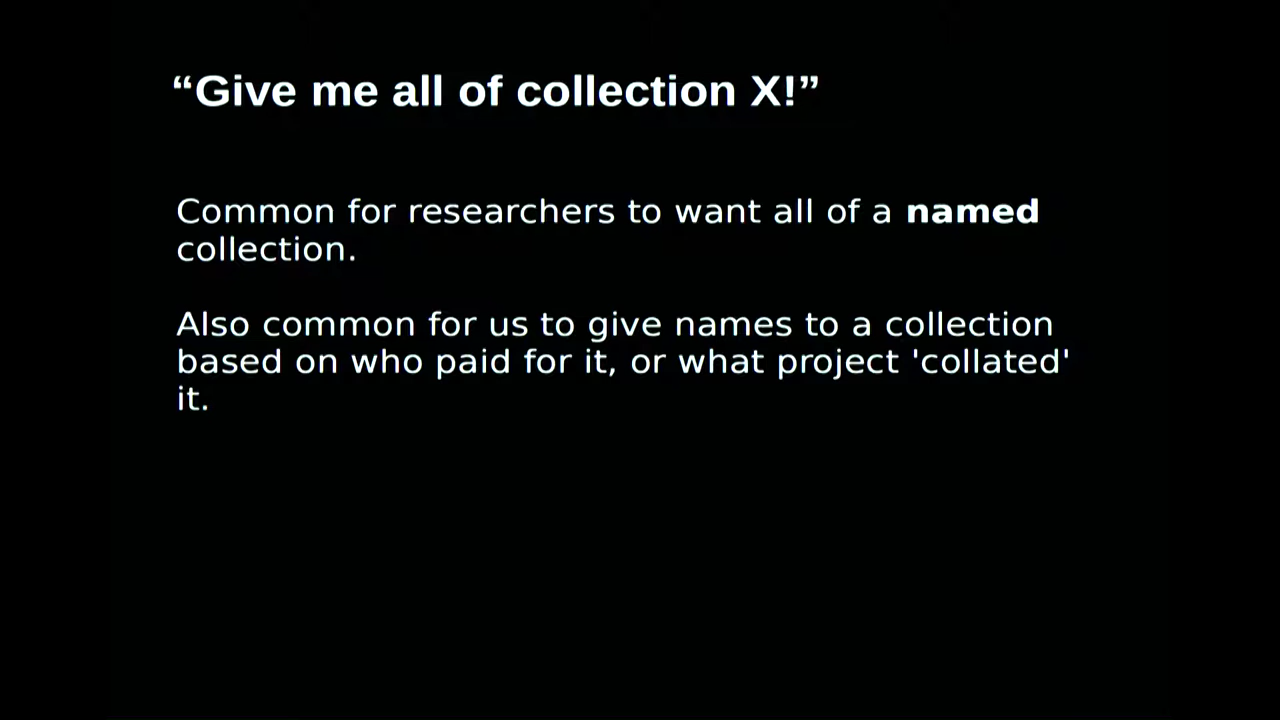 “Give me all of collection X!”
Common for researchers to want all of a named
collection.
Also common for us to give names to a collection
based on who paid for it, or what project 'collated'
it.